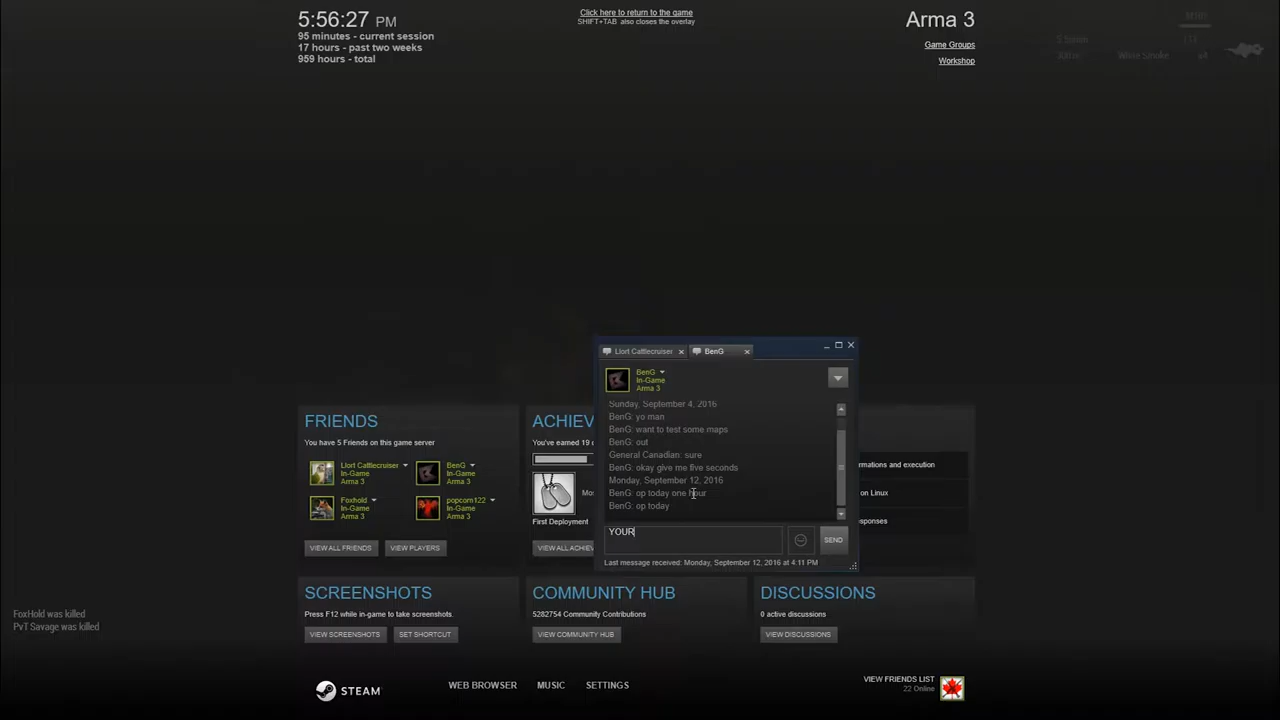 5:56:27 PM
95 minutes - current session
17 hours - past two weeks
959 hours - total
Click here to return to the game
SHIFT+TAB also closes the overlay
Arma 3
Game Groups
Workshop
White Smoke x4
Llort Cattlecruiser
BenG
BenG
In-Game
Arma 3
Sunday, September 4, 2016
BenG: yo man
BenG: want to test some maps
BenG: out
General Canadian: sure
BenG: okay give me five seconds
Monday, September 12, 2016
BenG: op today one hour
BenG: op today
YOUR
SEND
Last message received: Monday, September 12, 2016 at 4:11 PM
FRIENDS
You have 5 Friends on this game server
Llort Cattlecruiser
In-Game
Arma 3
BenG
In-Game
Arma 3
Foxhold
In-Game
Arma 3
popcorn122
In-Game
Arma 3
VIEW ALL FRIENDS
VIEW PLAYERS
ACHIEV
You've earned 19
Mos
First Deployment
VIEW ALL ACHIEV
rmations and execution
on Linux
sponses
SCREENSHOTS
Press F12 while in-game to take screenshots.
VIEW SCREENSHOTS
SET SHORTCUT
COMMUNITY HUB
5282754 Community Contributions
VIEW COMMUNITY HUB
DISCUSSIONS
0 active discussions
VIEW DISCUSSIONS
FoxHold was killed
PvT Savage was killed
STEAM
WEB BROWSER
MUSIC
SETTINGS
VIEW FRIENDS LIST
22 Online